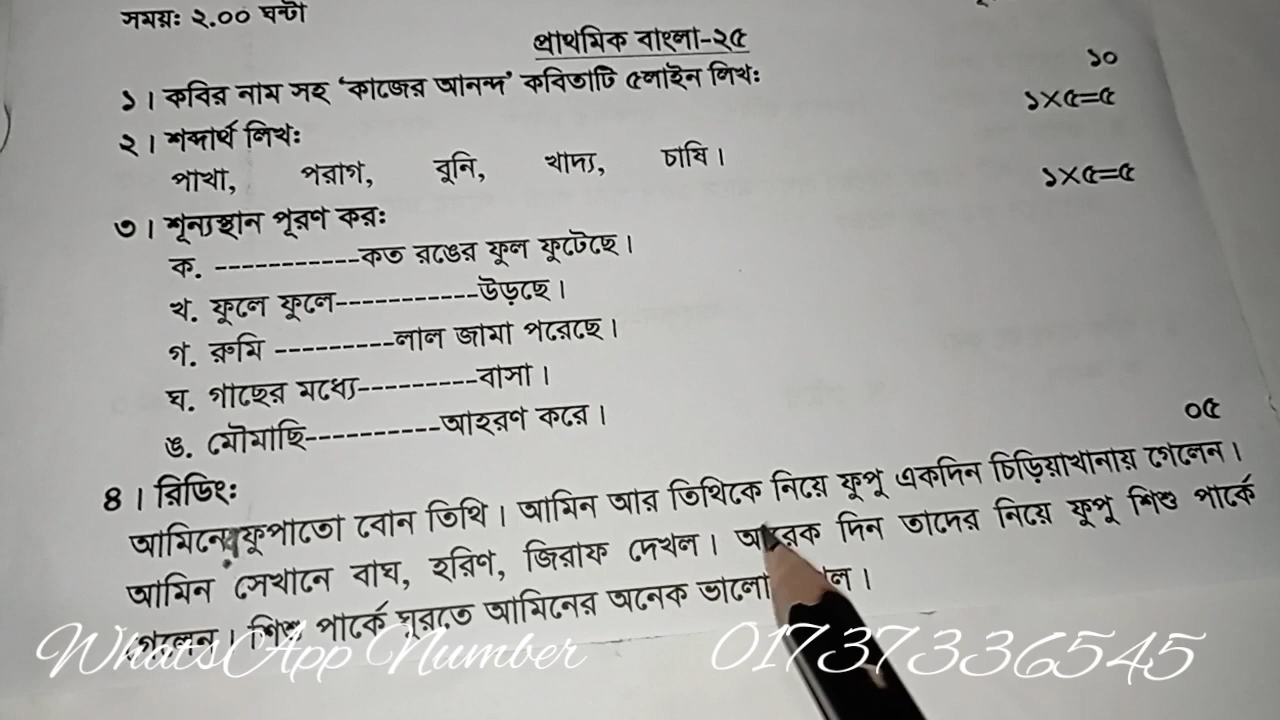 সময়ঃ ২.০০ ঘন্টা
প্রাথমিক বাংলা-২৫
১। কবির নাম সহ 'কাজের আনন্দ' কবিতাটি ৫লাইন লিখঃ ১০
২। শব্দার্থ লিখঃ ১×৫=৫
পাখা, পরাগ, বুনি, খাদ্য, চাষি।
৩। শূন্যস্থান পূরণ করঃ ১×৫=৫
ক. ------------কত রঙের ফুল ফুটেছে।
খ. ফুলে ফুলে------------উড়ছে।
গ. রুমি ----------লাল জামা পরেছে।
ঘ. গাছের মধ্যে----------বাসা।
ঙ. মৌমাছি-----------আহরণ করে।
৪। রিডিংঃ ০৫
আমিনের ফুপাতো বোন তিথি। আমিন আর তিথিকে নিয়ে ফুপু একদিন চিড়িয়াখানায় গেলেন।
আমিন সেখানে বাঘ, হরিণ, জিরাফ দেখল। আরেক দিন তাদের নিয়ে ফুপু শিশু পার্কে
গেলেন। শিশু পার্কে ঘুরতে আমিনের অনেক ভালো
WhatsApp Number 01737336545